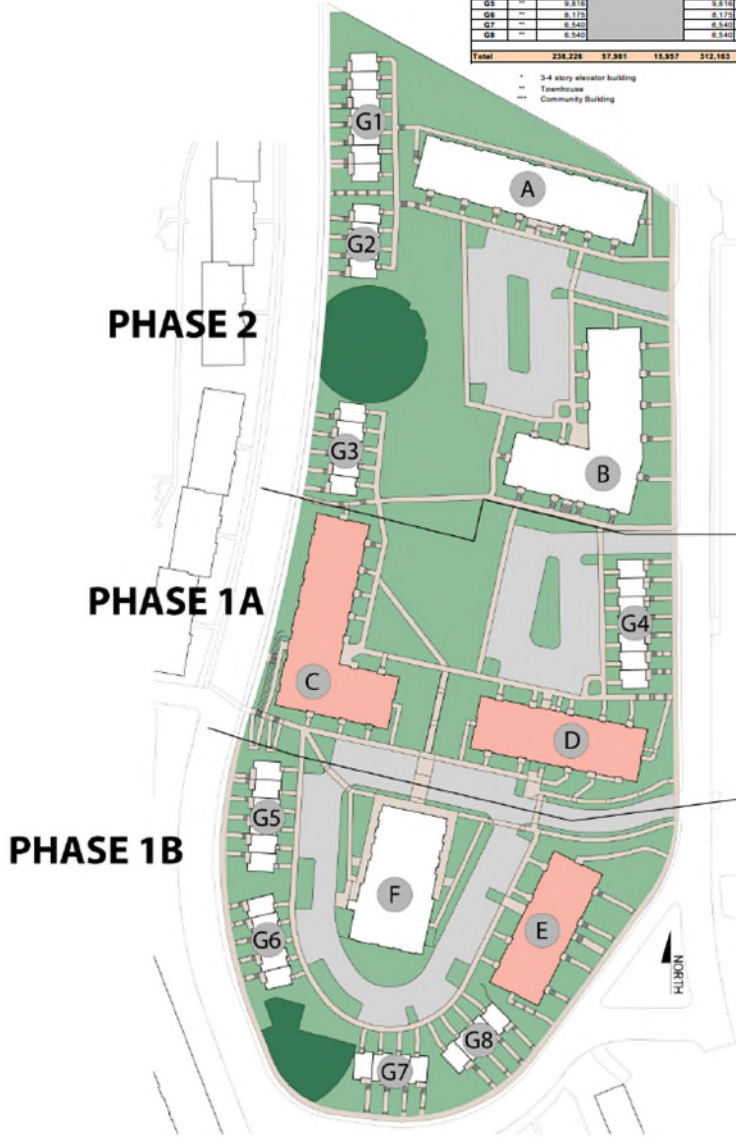 G5 ** 9,816 9,816
G6 ** 8,175 8,175
G7 ** 6,540 6,540
G8 ** 6,540 6,540
Total 238,226 57,981 15,957 312,163
* 3-4 story elevator building
** Townhouse
*** Community Building
G1
A
G2
PHASE 2
G3
B
PHASE 1A
G4
C
D
G5
PHASE 1B
F
E
G6
NORTH
G8
G7